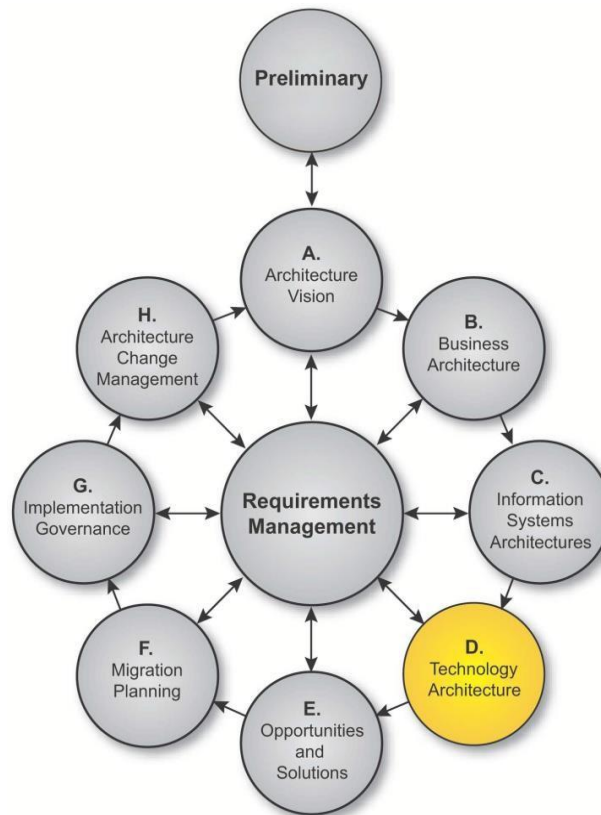 Preliminary
A.
Architecture
Vision
B.
Business
Architecture
C.
Information
Systems
Architectures
D.
Technology
Architecture
E.
Opportunities
and
Solutions
F.
Migration
Planning
G.
Implementation
Governance
H.
Architecture
Change
Management
Requirements
Management